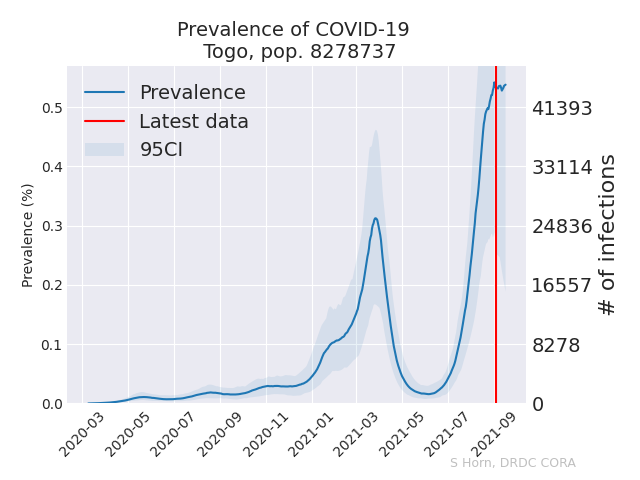 Prevalence of COVID-19
Togo, pop. 8278737
Prevalence
Latest data
95CI
Prevalence (%)
0.5
0.4
0.3
0.2
0.1
0.0
41393
33114
24836
16557
8278
0
# of infections
2020-03
2020-05
2020-07
2020-09
2020-11
2021-01
2021-03
2021-05
2021-07
2021-09
S Horn, DRDC CORA